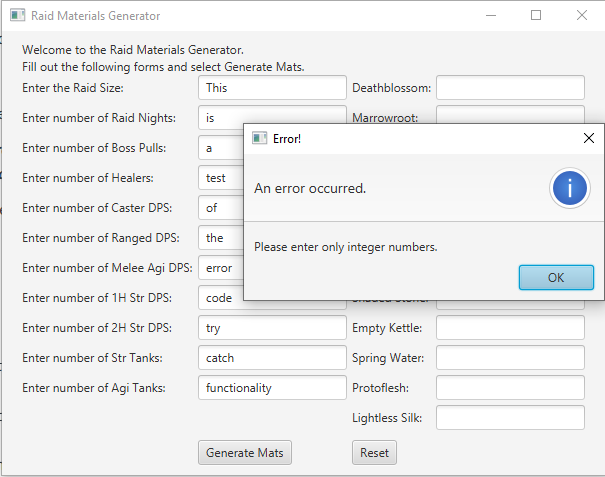 Raid Materials Generator
Welcome to the Raid Materials Generator.
Fill out the following forms and select Generate Mats.
Enter the Raid Size: This Deathblossom:
Enter number of Raid Nights: is Marrowroot:
Error!
Enter number of Boss Pulls: a
Enter number of Healers: test
An error occurred.
Enter number of Caster DPS: of
Enter number of Ranged DPS: the
Please enter only integer numbers.
Enter number of Melee Agi DPS: error
OK
Enter number of 1H Str DPS: code
Enter number of 2H Str DPS: try Empty Kettle:
Enter number of Str Tanks: catch Spring Water:
Enter number of Agi Tanks: functionality Protoflesh:
Lightless Silk:
Generate Mats Reset